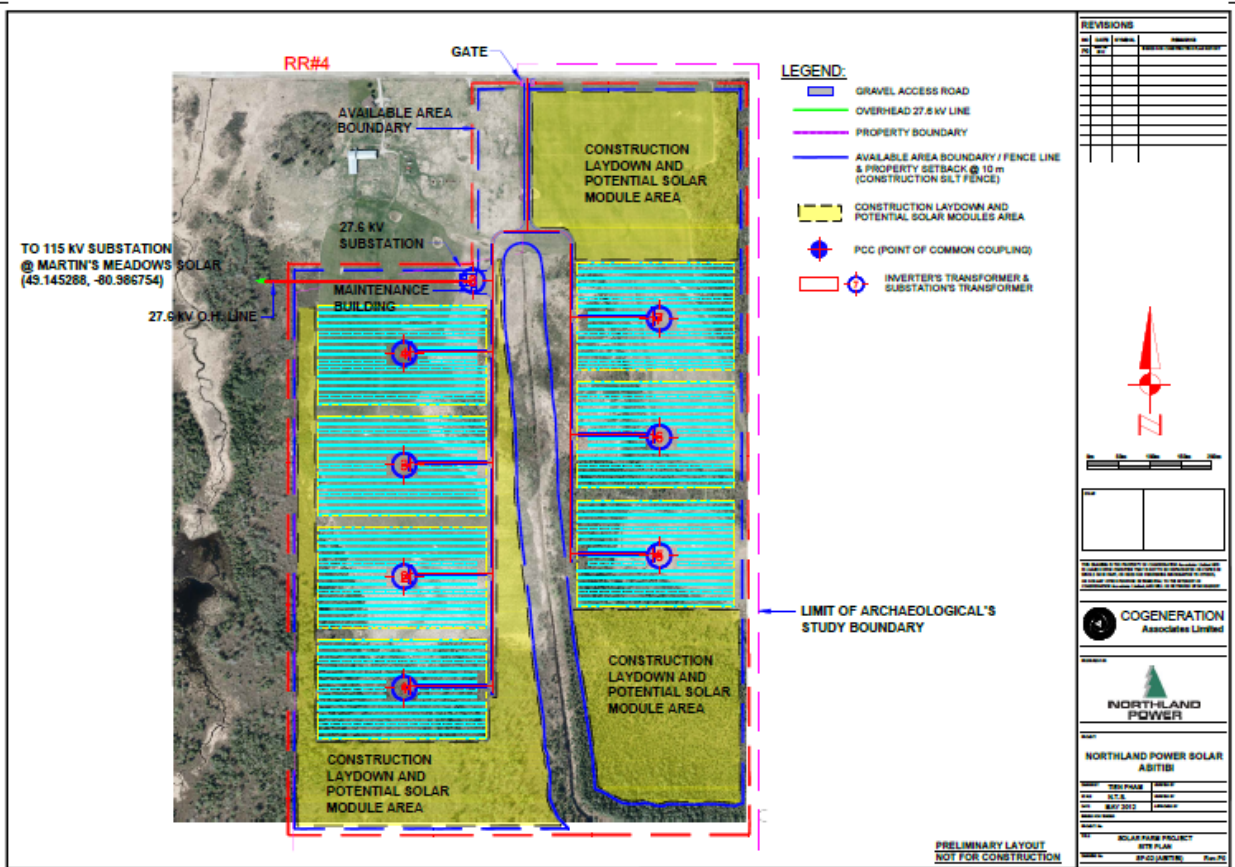 RR#4
GATE
AVAILABLE AREA
BOUNDARY
CONSTRUCTION
LAYDOWN AND
POTENTIAL SOLAR
MODULE AREA
27.6 kV
SUBSTATION
TO 115 kV SUBSTATION
@ MARTIN'S MEADOWS SOLAR
(49.145288, -80.986754)
MAINTENANCE
BUILDING
27.6 kV O.H. LINE
CONSTRUCTION
LAYDOWN AND
POTENTIAL SOLAR
MODULE AREA
CONSTRUCTION
LAYDOWN AND
POTENTIAL SOLAR
MODULE AREA
LIMIT OF ARCHAEOLOGICAL'S
STUDY BOUNDARY
LEGEND:
GRAVEL ACCESS ROAD
OVERHEAD 27.6 kV LINE
PROPERTY BOUNDARY
AVAILABLE AREA BOUNDARY / FENCE LINE
& PROPERTY SETBACK @ 10 m
(CONSTRUCTION SILT FENCE)
CONSTRUCTION LAYDOWN AND
POTENTIAL SOLAR MODULES AREA
PCC (POINT OF COMMON COUPLING)
INVERTER'S TRANSFORMER &
SUBSTATION'S TRANSFORMER
PRELIMINARY LAYOUT
NOT FOR CONSTRUCTION
REVISIONS
N
COGENERATION
Associates Limited
NORTHLAND
POWER
NORTHLAND POWER SOLAR
ABITIBI
TIEN PHAM
N.T.S.
MAY 2012
SOLAR FARM PROJECT
SITE PLAN